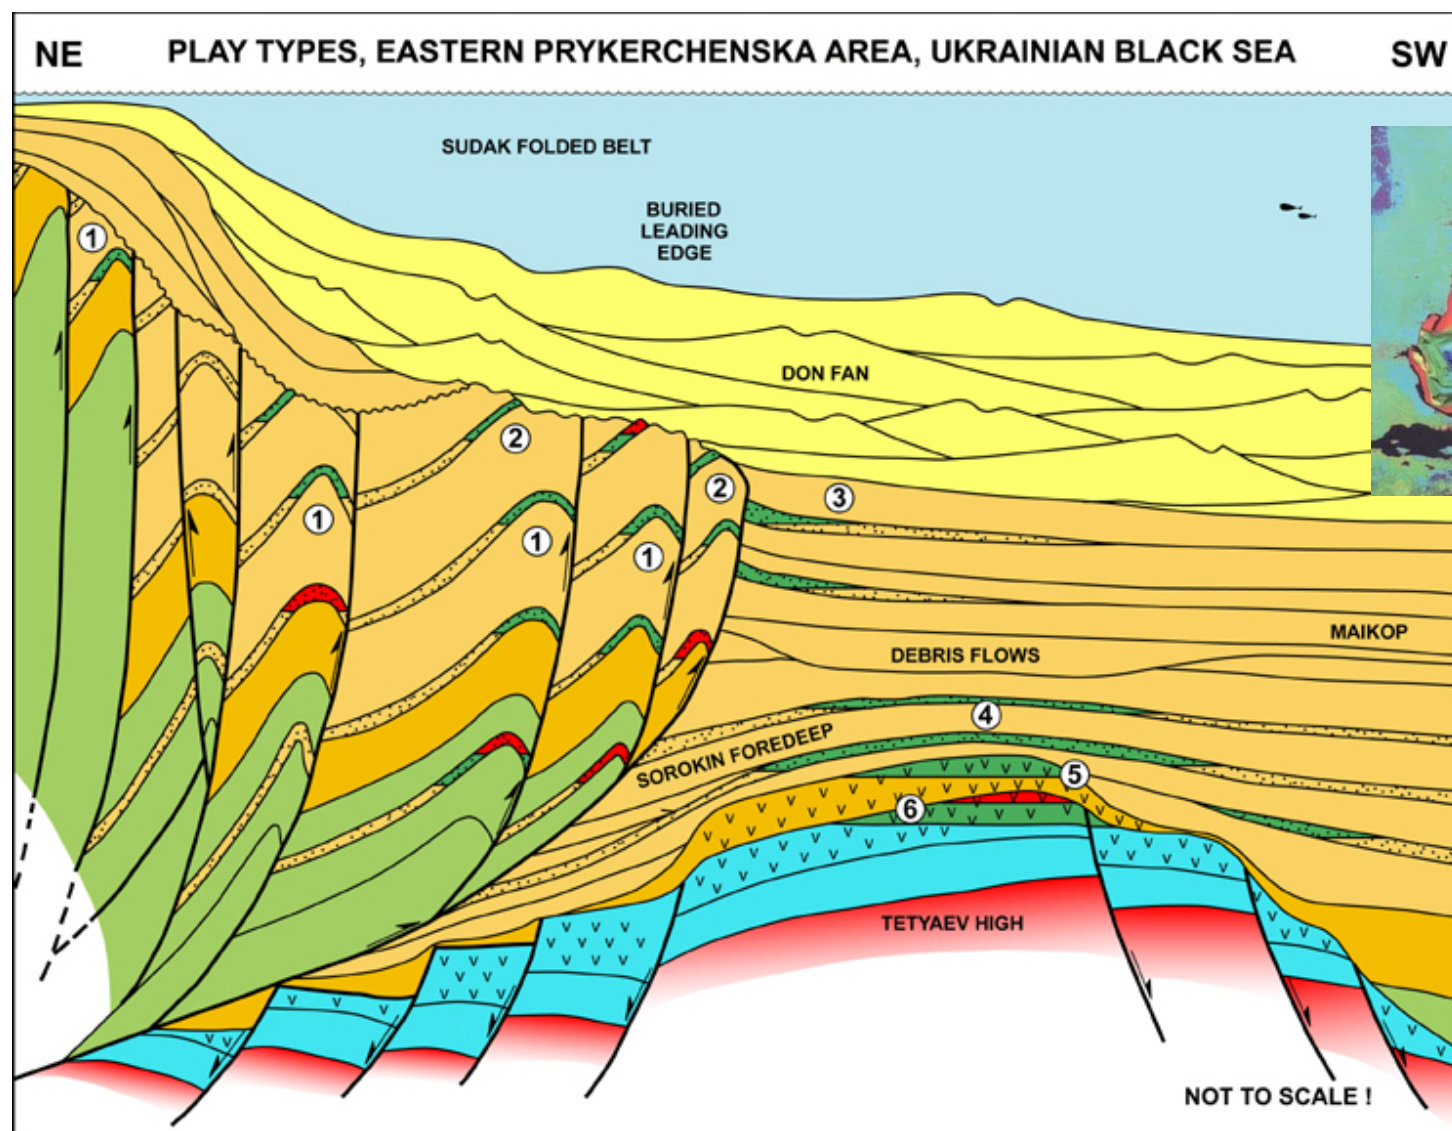 NE PLAY TYPES, EASTERN PRYKERCHENSKA AREA, UKRAINIAN BLACK SEA SW
SUDAK FOLDED BELT
BURIED
LEADING
EDGE
1
DON FAN
2
2
3
1
1
1
MAIKOP
DEBRIS FLOWS
4
SOROKIN FOREDEEP
5
6
TETYAEV HIGH
NOT TO SCALE !